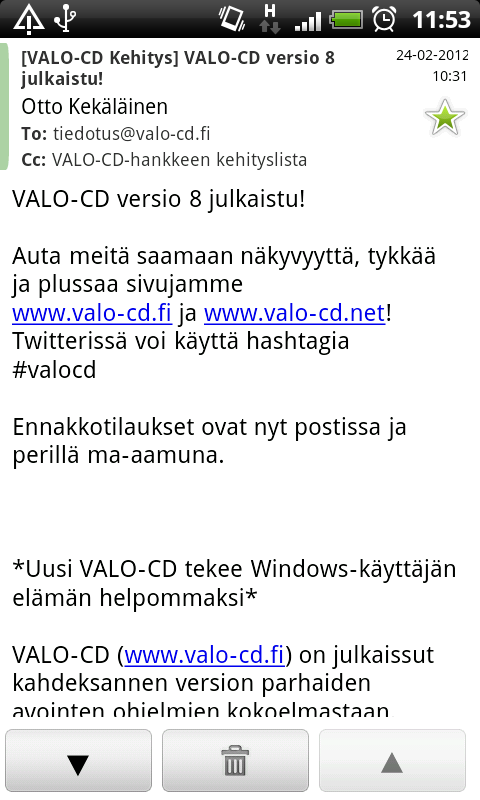 H
11:53
[VALO-CD Kehitys] VALO-CD versio 8
julkaistu!
24-02-2012
10:31
Otto Kekäläinen
To: tiedotus@valo-cd.fi
Cc: VALO-CD-hankkeen kehityslista
VALO-CD versio 8 julkaistu!
Auta meitä saamaan näkyvyyttä, tykkää
ja plussaa sivujamme
www.valo-cd.fi ja www.valo-cd.net!
Twitterissä voi käyttä hashtagia
#valocd
Ennakkotilaukset ovat nyt postissa ja
perillä ma-aamuna.
*Uusi VALO-CD tekee Windows-käyttäjän
elämän helpommaksi*
VALO-CD (www.valo-cd.fi) on julkaissut
kahdeksannen version parhaiden
avointen ohjelmien kokoelmastaan.